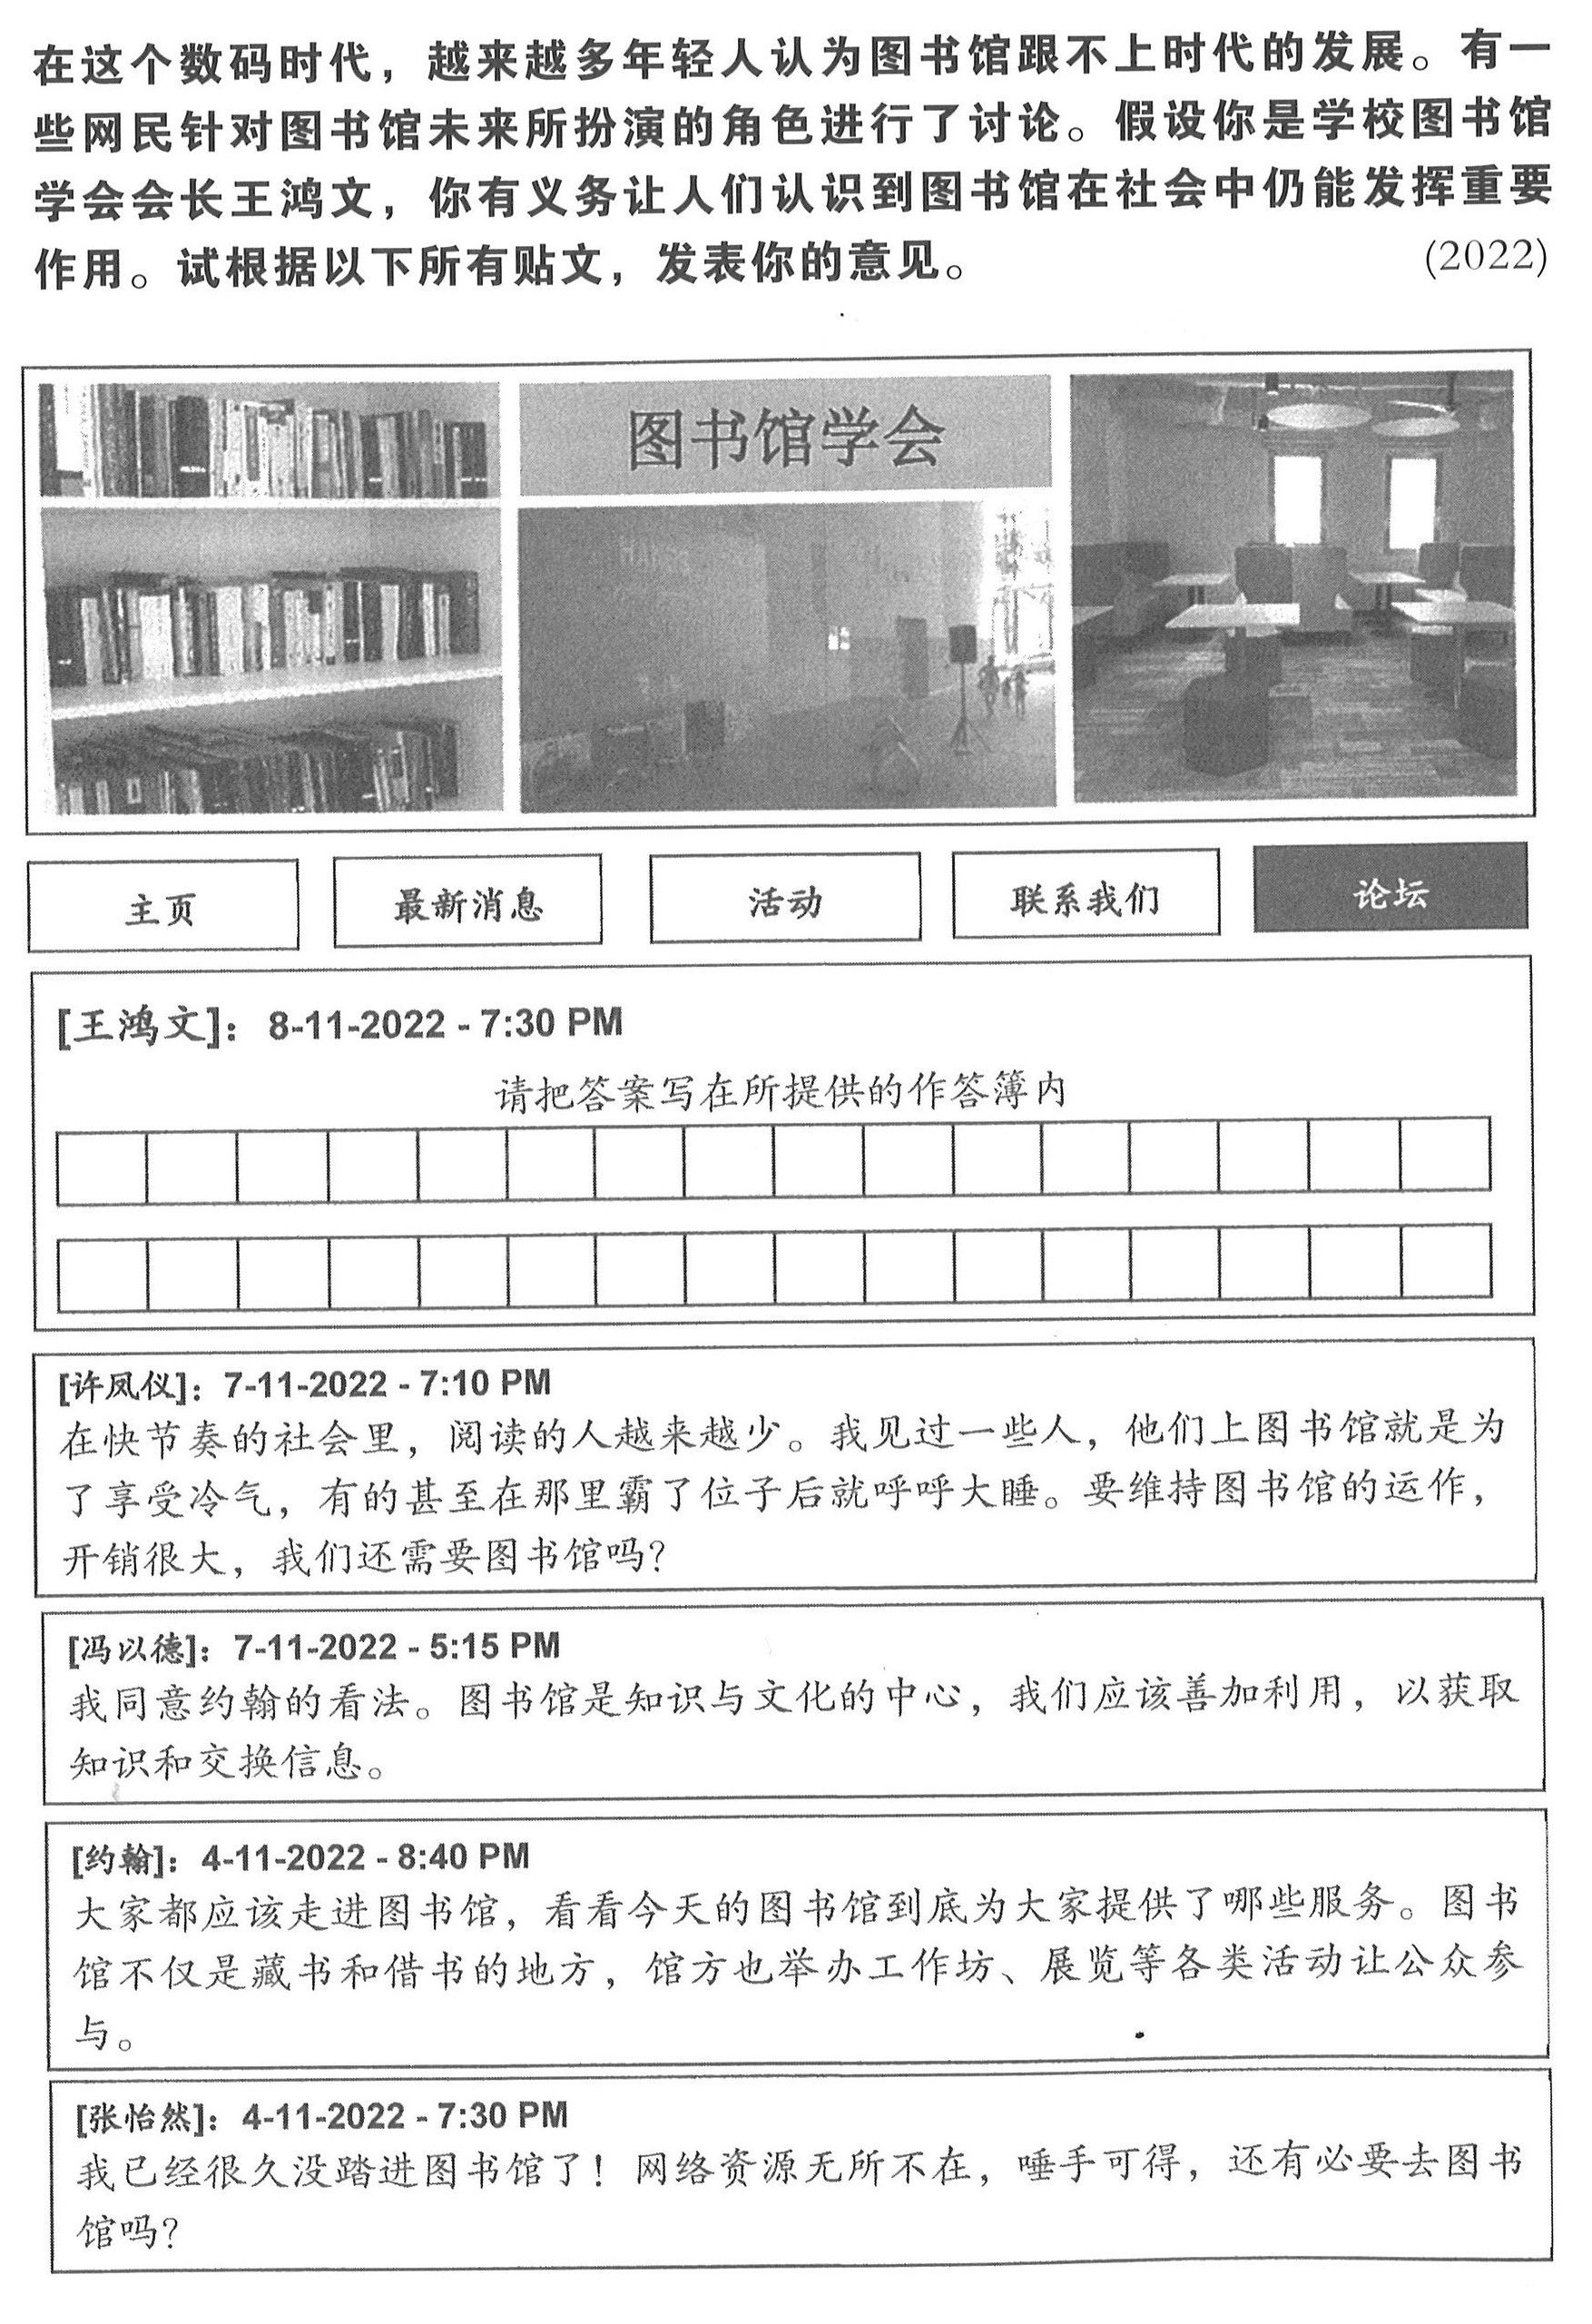 在这个数码时代，越来越多年轻人认为图书馆跟不上时代的发展。有一
些网民针对图书馆未来所扮演的角色进行了讨论。假设你是学校图书馆
学会会长王鸿文，你有义务让人们认识到图书馆在社会中仍能发挥重要
作用。试根据以下所有贴文，发表你的意见。 (2022)
图书馆学会
主页 最新消息 活动 联系我们 论坛
[王鸿文]：8-11-2022 - 7:30 PM
请把答案写在所提供的作答簿内
[许凤仪]：7-11-2022 - 7:10 PM
在快节奏的社会里，阅读的人越来越少。我见过一些人，他们上图书馆就是为
了享受冷气，有的甚至在那里霸了位子后就呼呼大睡。要维持图书馆的运作，
开销很大，我们还需要图书馆吗？
[冯以德]：7-11-2022 - 5:15 PM
我同意约翰的看法。图书馆是知识与文化的中心，我们应该善加利用，以获取
知识和交换信息。
[约翰]：4-11-2022 - 8:40 PM
大家都应该走进图书馆，看看今天的图书馆到底为大家提供了哪些服务。图书
馆不仅是藏书和借书的地方，馆方也举办工作坊、展览等各类活动让公众参
与。
[张怡然]：4-11-2022 - 7:30 PM
我已经很久没踏进图书馆了！网络资源无所不在，唾手可得，还有必要去图书
馆吗？